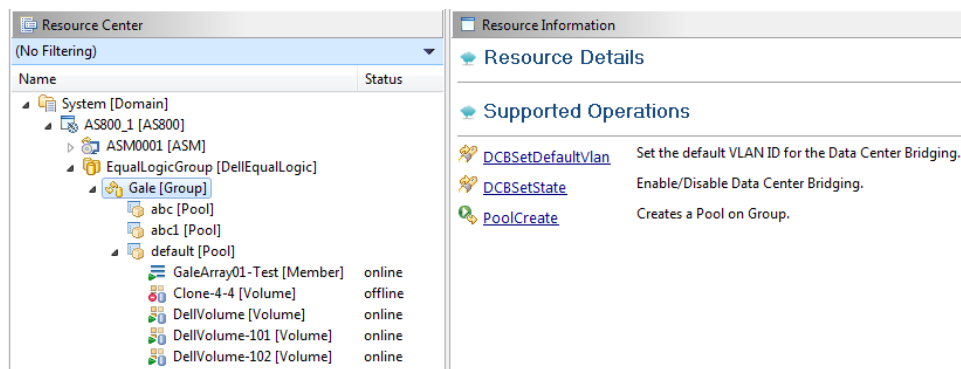 Resource Center
(No Filtering)
Name Status
System [Domain]
AS800_1 [AS800]
ASM0001 [ASM]
EqualLogicGroup [DellEqualLogic]
Gale [Group]
abc [Pool]
abc1 [Pool]
default [Pool]
GaleArray01-Test [Member] online
Clone-4-4 [Volume] offline
DellVolume [Volume] online
DellVolume-101 [Volume] online
DellVolume-102 [Volume] online
Resource Information
Resource Details
Supported Operations
DCBSetDefaultVlan Set the default VLAN ID for the Data Center Bridging.
DCBSetState Enable/Disable Data Center Bridging.
PoolCreate Creates a Pool on Group.